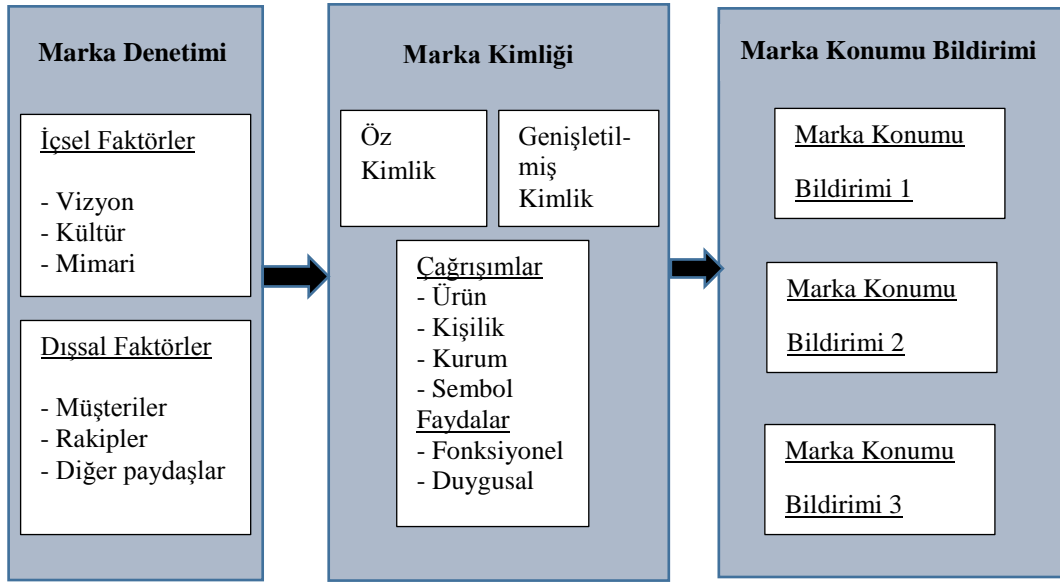 Marka Denetimi
İçsel Faktörler
- Vizyon
- Kültür
- Mimari
Dışsal Faktörler
- Müşteriler
- Rakipler
- Diğer paydaşlar
Marka Kimliği
Öz
Kimlik
Genişletil-
miş
Kimlik
Çağrışımlar
- Ürün
- Kişilik
- Kurum
- Sembol
Faydalar
- Fonksiyonel
- Duygusal
Marka Konumu Bildirimi
Marka Konumu
Bildirimi 1
Marka Konumu
Bildirimi 2
Marka Konumu
Bildirimi 3